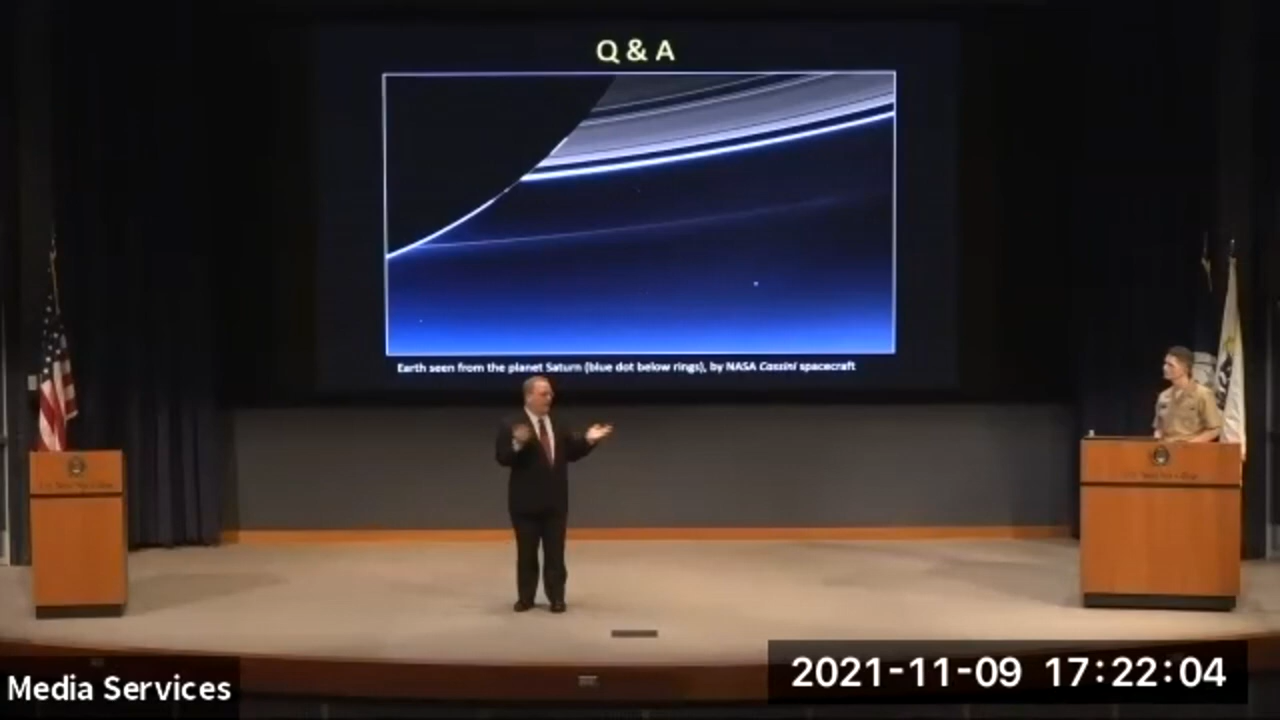 Q & A
Earth seen from the planet Saturn (blue dot below rings), by NASA Cassini spacecraft
Media Services
2021-11-09 17:22:04